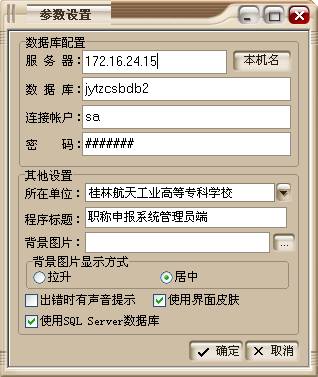 参数设置
数据库配置
服 务 器: 172.16.24.15 本机名
数 据 库: jytzcsbdb2
连接帐户: sa
密 码: #######
其他设置
所在单位: 桂林航天工业高等专科学校
程序标题: 职称申报系统管理员端
背景图片: ...
背景图片显示方式
拉升 居中
出错时有声音提示 使用界面皮肤
使用SQL Server数据库
确定 取消